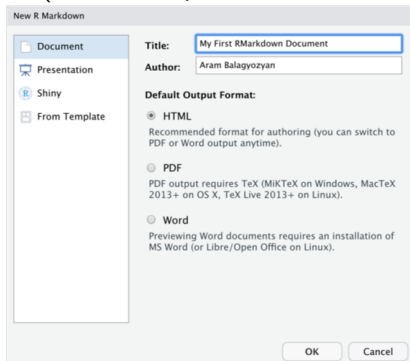 New R Markdown
Document
Presentation
Shiny
From Template
Title:
My First RMarkdown Document
Author:
Aram Balagyozyan
Default Output Format:
HTML
Recommended format for authoring (you can switch to
PDF or Word output anytime).
PDF
PDF output requires TeX (MiKTeX on Windows, MacTeX
2013+ on OS X, TeX Live 2013+ on Linux).
Word
Previewing Word documents requires an installation of
MS Word (or Libre/Open Office on Linux).
OK
Cancel